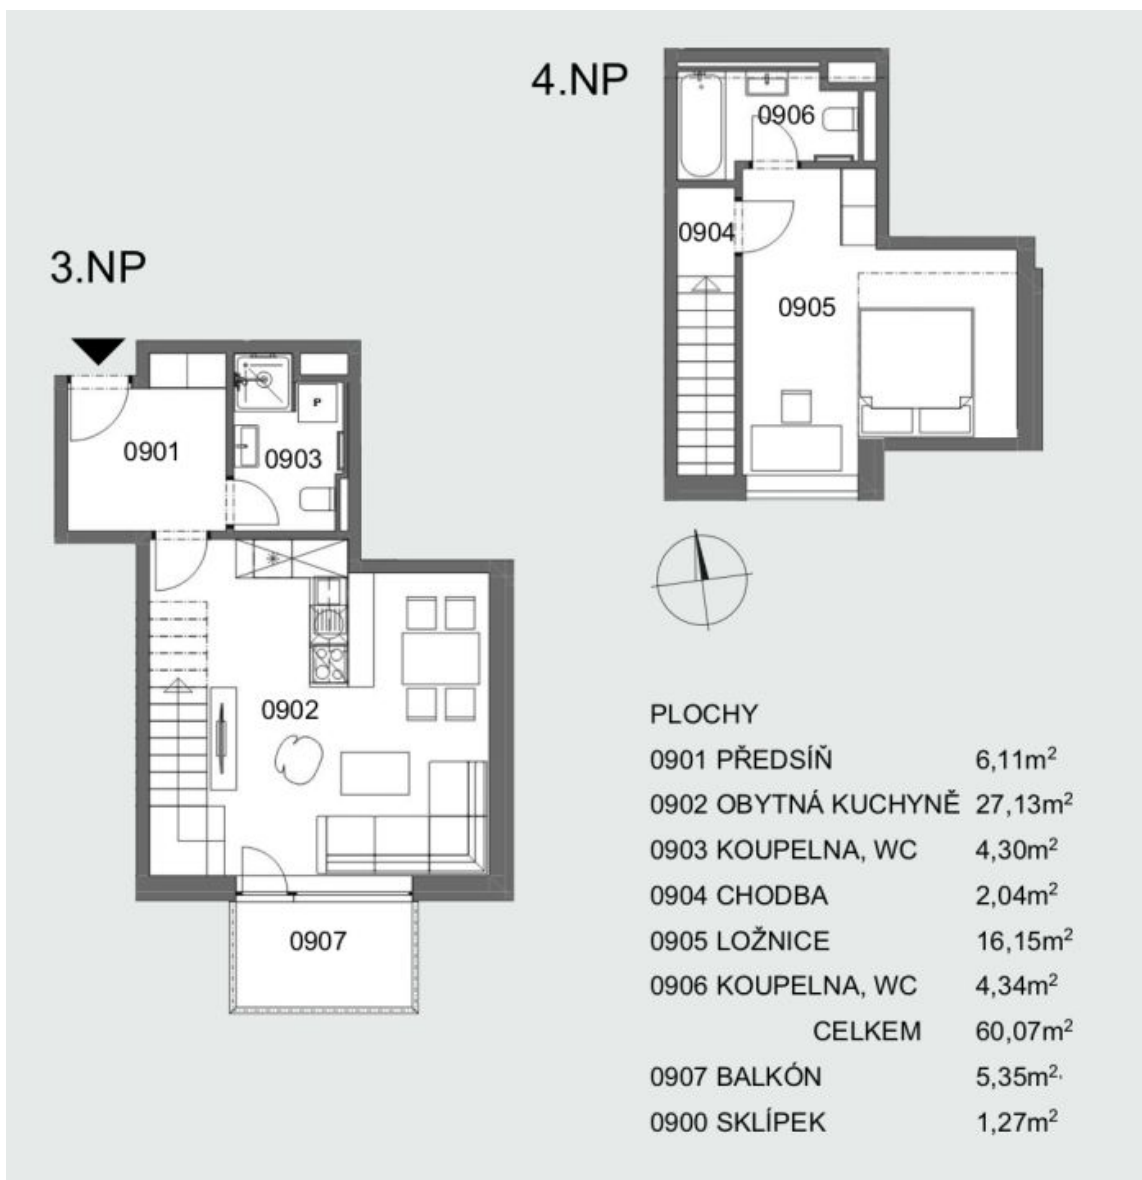 4.NP
0906
0904
0905
3.NP
P
0901
0903
0902
0907
PLOCHY
0901 PŘEDSÍŇ 6,11m²
0902 OBYTNÁ KUCHYNĚ 27,13m²
0903 KOUPELNA, WC 4,30m²
0904 CHODBA 2,04m²
0905 LOŽNICE 16,15m²
0906 KOUPELNA, WC 4,34m²
CELKEM 60,07m²
0907 BALKÓN 5,35m².
0900 SKLÍPEK 1,27m²